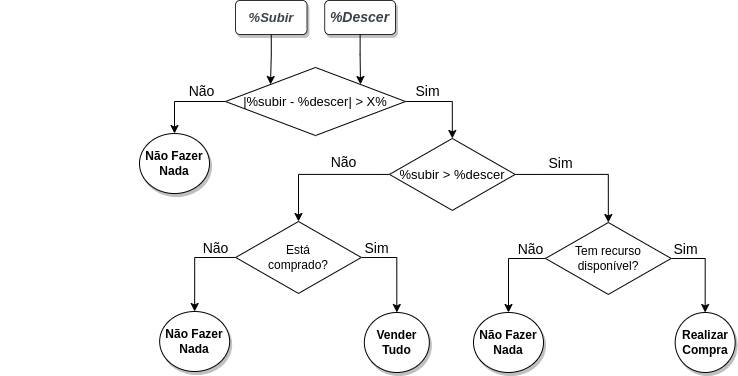 %Subir
%Descer
Não
|%subir - %descer| > X%
Sim
Não Fazer
Nada
Não
%subir > %descer
Sim
Não
Está
comprado?
Sim
Não
Tem recurso
disponível?
Sim
Não Fazer
Nada
Vender
Tudo
Não Fazer
Nada
Realizar
Compra